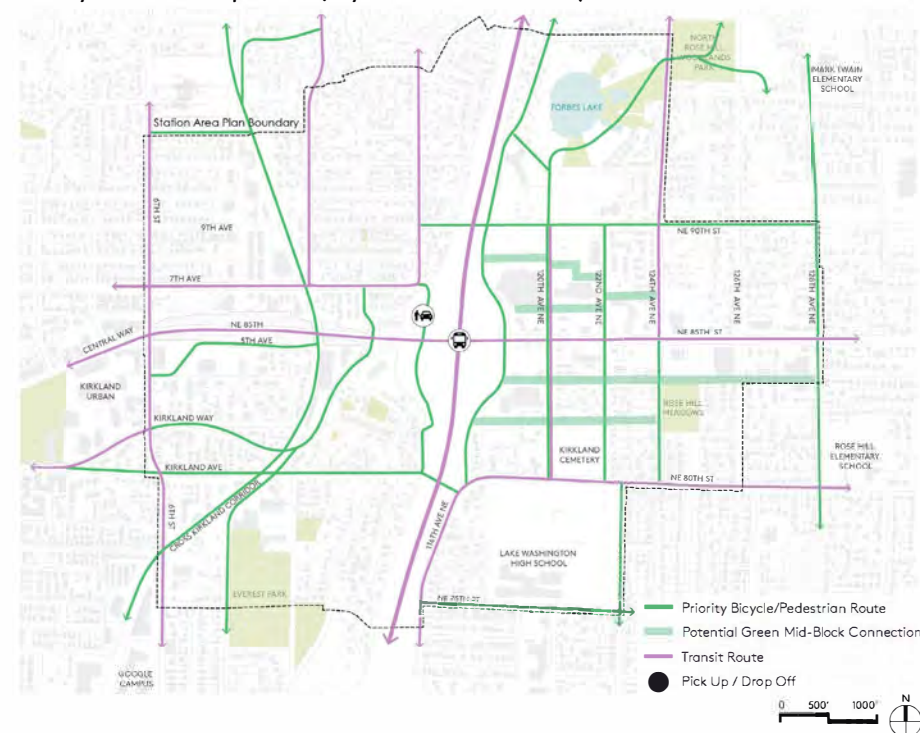 NORTH
ROSE HILL
WOODLANDS
PARK
MARK TWAIN
ELEMENTARY
SCHOOL
FORBES LAKE
Station Area Plan Boundary
6TH ST
9TH AVE
NE 90TH ST
7TH AVE
120TH AVE NE
122ND AVE NE
124TH AVE NE
126TH AVE NE
128TH AVE NE
CENTRAL WAY
NE 85TH
NE 85TH ST
5TH AVE
KIRKLAND
URBAN
ROSE HILL
MEADOWS
KIRKLAND WAY
KIRKLAND
CEMETERY
ROSE HILL
ELEMENTARY
SCHOOL
KIRKLAND AVE
NE 80TH ST
CROSS KIRKLAND CORRIDOR
6TH ST
116TH AVE NE
LAKE WASHINGTON
HIGH SCHOOL
EVEREST PARK
NE 75TH ST
GOOGLE
CAMPUS
Priority Bicycle/Pedestrian Route
Potential Green Mid-Block Connection
Transit Route
Pick Up / Drop Off
0 500' 1000'
N